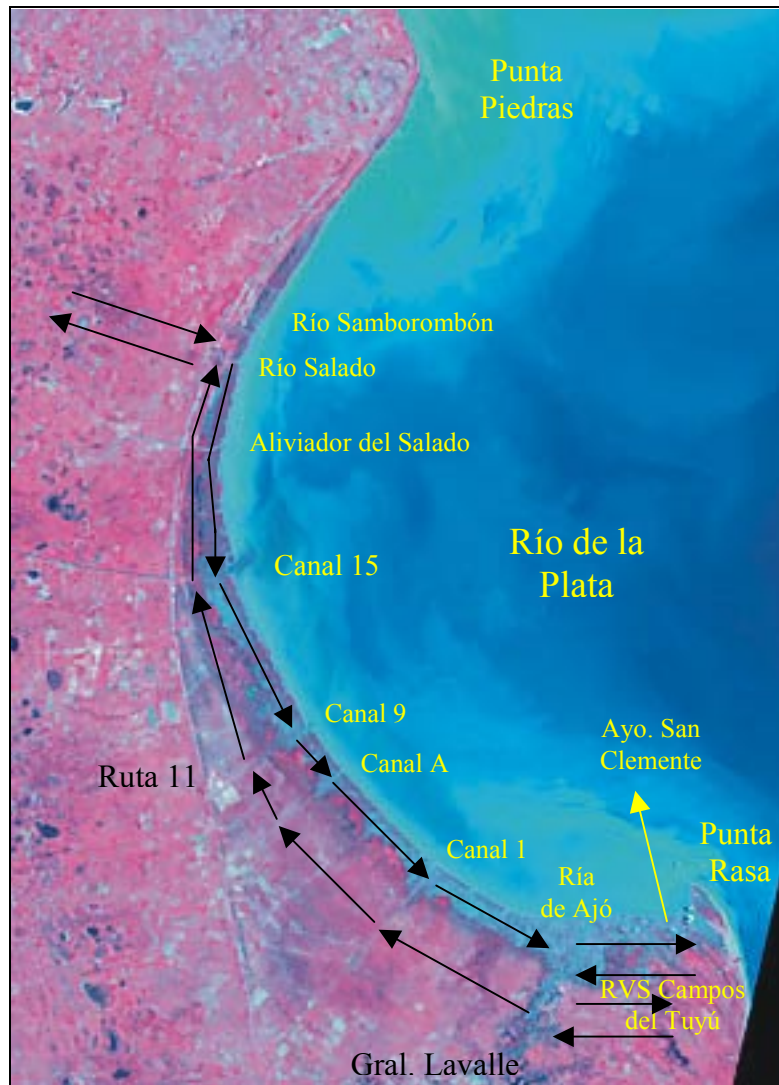 Punta
Piedras
Río Samborombón
Río Salado
Aliviador del Salado
Río de la
Plata
Canal 15
Canal 9
Ayo. San
Clemente
Canal A
Ruta 11
Punta
Rasa
Canal 1
Ría
de Ajó
RVS Campos
del Tuyú
Gral. Lavalle